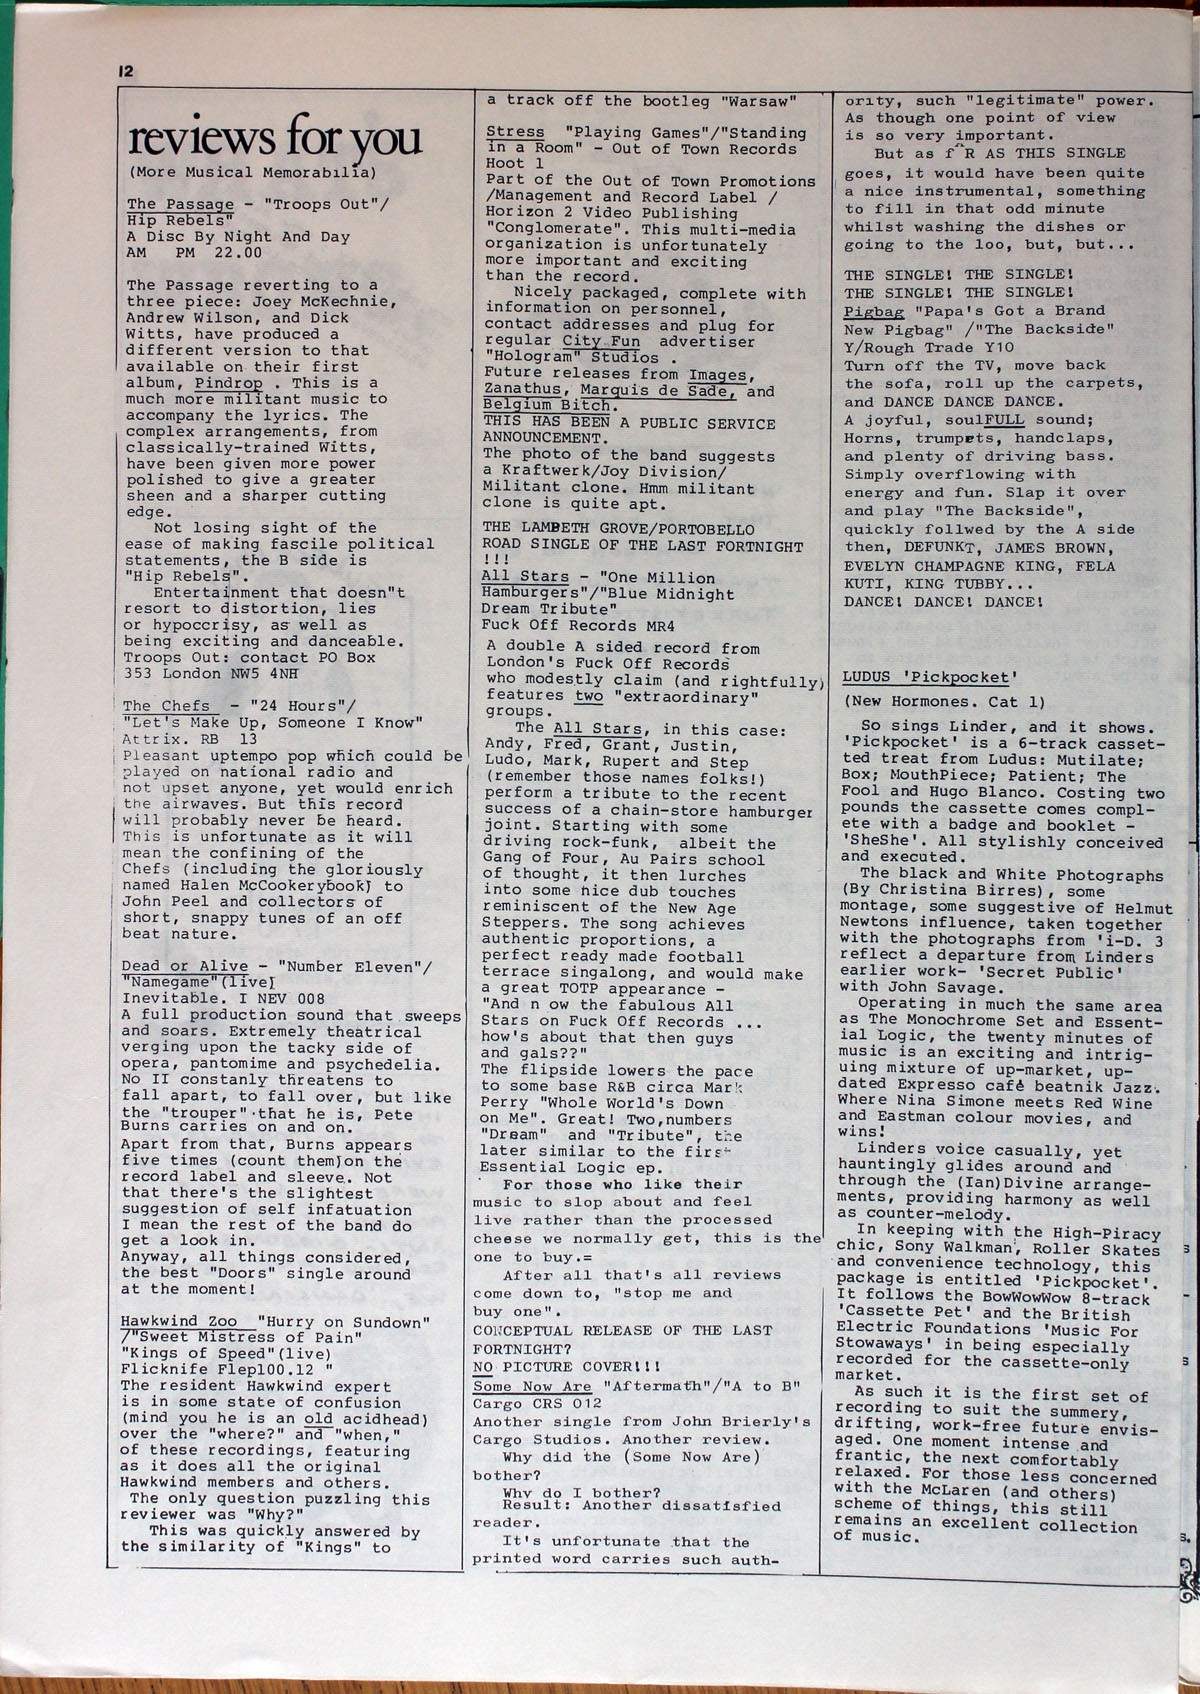 12
reviews for you
(More Musical Memorabilia)
The Passage - "Troops Out"/
Hip Rebels"
A Disc By Night And Day
AM PM 22.00
The Passage reverting to a
three piece: Joey McKechnie,
Andrew Wilson, and Dick
Witts, have produced a
different version to that
available on their first
album, Pindrop . This is a
much more militant music to
accompany the lyrics. The
complex arrangements, from
classically-trained Witts,
have been given more power
polished to give a greater
sheen and a sharper cutting
edge.
Not losing sight of the
ease of making fascile political
statements, the B side is
"Hip Rebels".
Entertainment that doesn"t
resort to distortion, lies
or hypoccrisy, as well as
being exciting and danceable.
Troops Out: contact PO Box
353 London NW5 4NH
The Chefs - "24 Hours"/
"Let's Make Up, Someone I Know"
Attrix. RB 13
Pleasant uptempo pop which could be
played on national radio and
not upset anyone, yet would enrich
the airwaves. But this record
will probably never be heard.
This is unfortunate as it will
mean the confining of the
Chefs (including the gloriously
named Halen McCookerybook) to
John Peel and collectors of
short, snappy tunes of an off
beat nature.
Dead or Alive - "Number Eleven"/
"Namegame"(live)
Inevitable. I NEV 008
A full production sound that sweeps
and soars. Extremely theatrical
verging upon the tacky side of
opera, pantomime and psychedelia.
No II constanly threatens to
fall apart, to fall over, but like
the "trouper" that he is, Pete
Burns carries on and on.
Apart from that, Burns appears
five times (count them)on the
record label and sleeve. Not
that there's the slightest
suggestion of self infatuation
I mean the rest of the band do
get a look in.
Anyway, all things considered,
the best "Doors" single around
at the moment!
Hawkwind Zoo "Hurry on Sundown"
/"Sweet Mistress of Pain"
"Kings of Speed"(live)
Flicknife Flep100.12 "
The resident Hawkwind expert
is in some state of confusion
(mind you he is an old acidhead)
over the "where?" and "when,"
of these recordings, featuring
as it does all the original
Hawkwind members and others.
The only question puzzling this
reviewer was "Why?"
This was quickly answered by
the similarity of "Kings" to
a track off the bootleg "Warsaw"
Stress "Playing Games"/"Standing
in a Room" - Out of Town Records
Hoot 1
Part of the Out of Town Promotions
/Management and Record Label /
Horizon 2 Video Publishing
"Conglomerate". This multi-media
organization is unfortunately
more important and exciting
than the record.
Nicely packaged, complete with
information on personnel,
contact addresses and plug for
regular City Fun advertiser
"Hologram" Studios .
Future releases from Images,
Zanathus, Marquis de Sade, and
Belgium Bitch.
THIS HAS BEEN A PUBLIC SERVICE
ANNOUNCEMENT.
The photo of the band suggests
a Kraftwerk/Joy Division/
Militant clone. Hmm militant
clone is quite apt.
THE LAMBETH GROVE/PORTOBELLO
ROAD SINGLE OF THE LAST FORTNIGHT
!!!
All Stars - "One Million
Hamburgers"/"Blue Midnight
Dream Tribute"
Fuck Off Records MR4
A double A sided record from
London's Fuck Off Records
who modestly claim (and rightfully)
features two "extraordinary"
groups.
The All Stars, in this case:
Andy, Fred, Grant, Justin,
Ludo, Mark, Rupert and Step
(remember those names folks!)
perform a tribute to the recent
success of a chain-store hamburger
joint. Starting with some
driving rock-funk, albeit the
Gang of Four, Au Pairs school
of thought, it then lurches
into some nice dub touches
reminiscent of the New Age
Steppers. The song achieves
authentic proportions, a
perfect ready made football
terrace singalong, and would make
a great TOTP appearance -
"And n ow the fabulous All
Stars on Fuck Off Records ...
how's about that then guys
and gals??"
The flipside lowers the pace
to some base R&B circa Mark
Perry "Whole World's Down
on Me". Great! Two,numbers
"Dream" and "Tribute", the
later similar to the first
Essential Logic ep.
For those who like their
music to slop about and feel
live rather than the processed
cheese we normally get, this is the
one to buy.=
After all that's all reviews
come down to, "stop me and
buy one".
CONCEPTUAL RELEASE OF THE LAST
FORTNIGHT?
NO PICTURE COVER!!!
Some Now Are "Aftermath"/"A to B"
Cargo CRS 012
Another single from John Brierly's
Cargo Studios. Another review.
Why did the (Some Now Are)
bother?
Why do I bother?
Result: Another dissatisfied
reader.
It's unfortunate that the
printed word carries such auth-
ority, such "legitimate" power.
As though one point of view
is so very important.
But as f^R AS THIS SINGLE
goes, it would have been quite
a nice instrumental, something
to fill in that odd minute
whilst washing the dishes or
going to the loo, but, but...
THE SINGLE! THE SINGLE!
THE SINGLE! THE SINGLE!
Pigbag "Papa's Got a Brand
New Pigbag" /"The Backside"
Y/Rough Trade Y10
Turn off the TV, move back
the sofa, roll up the carpets,
and DANCE DANCE DANCE.
A joyful, soulFULL sound;
Horns, trumpets, handclaps,
and plenty of driving bass.
Simply overflowing with
energy and fun. Slap it over
and play "The Backside",
quickly follwed by the A side
then, DEFUNKT, JAMES BROWN,
EVELYN CHAMPAGNE KING, FELA
KUTI, KING TUBBY...
DANCE! DANCE! DANCE!
LUDUS 'Pickpocket'
(New Hormones. Cat 1)
So sings Linder, and it shows.
'Pickpocket' is a 6-track casset-
ted treat from Ludus: Mutilate;
Box; MouthPiece; Patient; The
Fool and Hugo Blanco. Costing two
pounds the cassette comes compl-
ete with a badge and booklet -
'SheShe'. All stylishly conceived
and executed.
The black and White Photographs
(By Christina Birres), some
montage, some suggestive of Helmut
Newtons influence, taken together
with the photographs from 'i-D. 3
reflect a departure from Linders
earlier work- 'Secret Public'
with John Savage.
Operating in much the same area
as The Monochrome Set and Essent-
ial Logic, the twenty minutes of
music is an exciting and intrig-
uing mixture of up-market, up-
dated Expresso café beatnik Jazz.
Where Nina Simone meets Red Wine
and Eastman colour movies, and
wins!
Linders voice casually, yet
hauntingly glides around and
through the (Ian)Divine arrange-
ments, providing harmony as well
as counter-melody.
In keeping with the High-Piracy
chic, Sony Walkman, Roller Skates
and convenience technology, this
package is entitled 'Pickpocket'.
It follows the BowWowWow 8-track
'Cassette Pet' and the British
Electric Foundations 'Music For
Stowaways' in being especially
recorded for the cassette-only
market.
As such it is the first set of
recording to suit the summery,
drifting, work-free future envis-
aged. One moment intense and
frantic, the next comfortably
relaxed. For those less concerned
with the McLaren (and others)
scheme of things, this still
remains an excellent collection
of music.